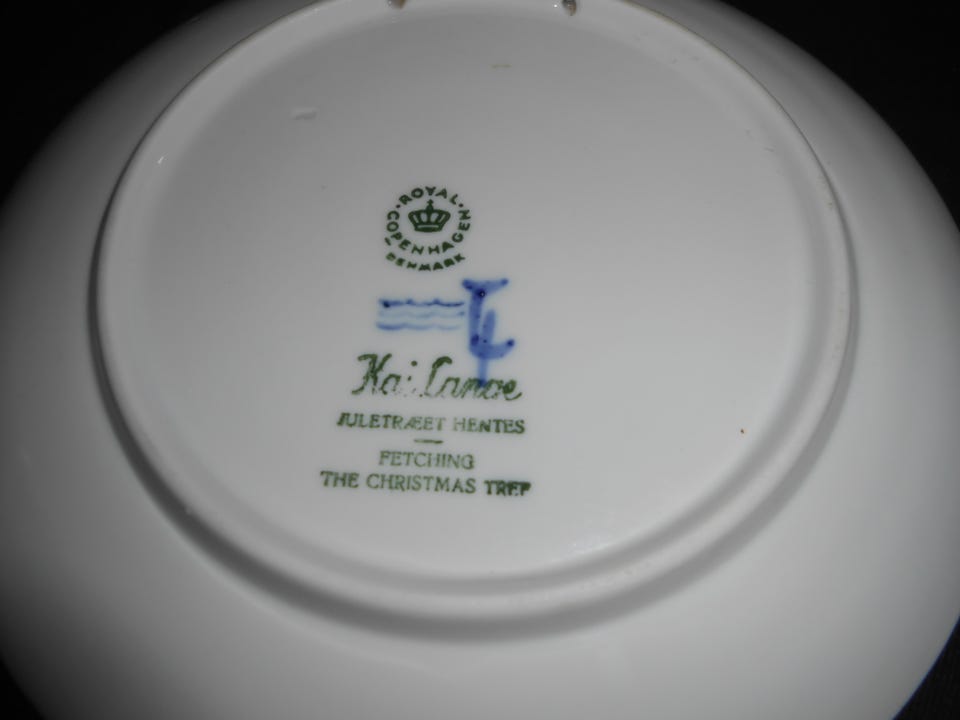 ROYAL COPENHAGEN
DENMARK
Kai Lange
JULETRÆET HENTES
FETCHING
THE CHRISTMAS TREE